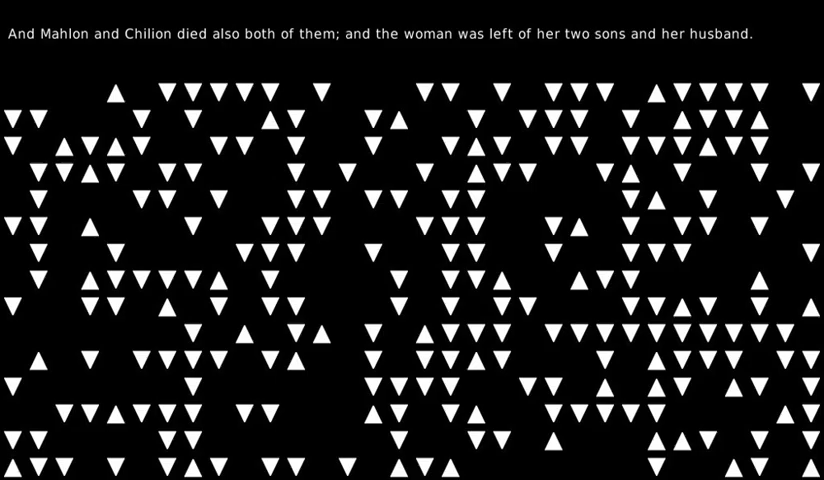 And Mahlon and Chilion died also both of them; and the woman was left of her two sons and her husband.